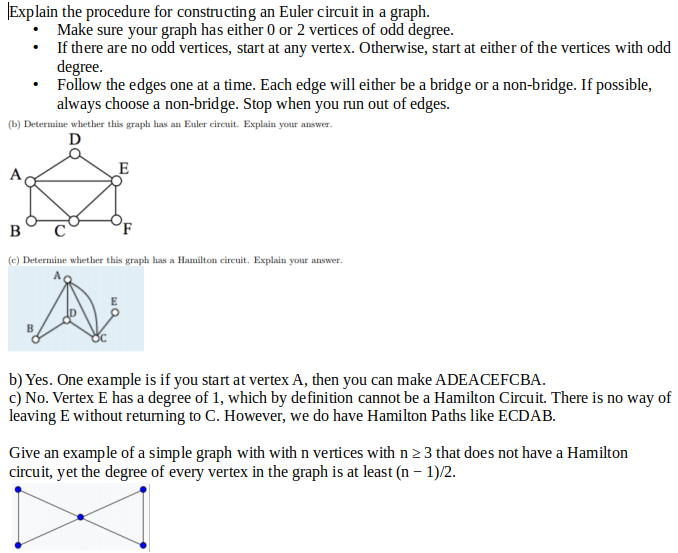 Explain the procedure for constructing an Euler circuit in a graph.
• Make sure your graph has either 0 or 2 vertices of odd degree.
• If there are no odd vertices, start at any vertex. Otherwise, start at either of the vertices with odd
degree.
• Follow the edges one at a time. Each edge will either be a bridge or a non-bridge. If possible,
always choose a non-bridge. Stop when you run out of edges.
(b) Determine whether this graph has an Euler circuit. Explain your answer.
D
A
E
B
C
F
(c) Determine whether this graph has a Hamilton circuit. Explain your answer.
A
E
D
B
C
b) Yes. One example is if you start at vertex A, then you can make ADEACEFCBA.
c) No. Vertex E has a degree of 1, which by definition cannot be a Hamilton Circuit. There is no way of
leaving E without returning to C. However, we do have Hamilton Paths like ECDAB.
Give an example of a simple graph with with n vertices with n ≥ 3 that does not have a Hamilton
circuit, yet the degree of every vertex in the graph is at least (n − 1)/2.